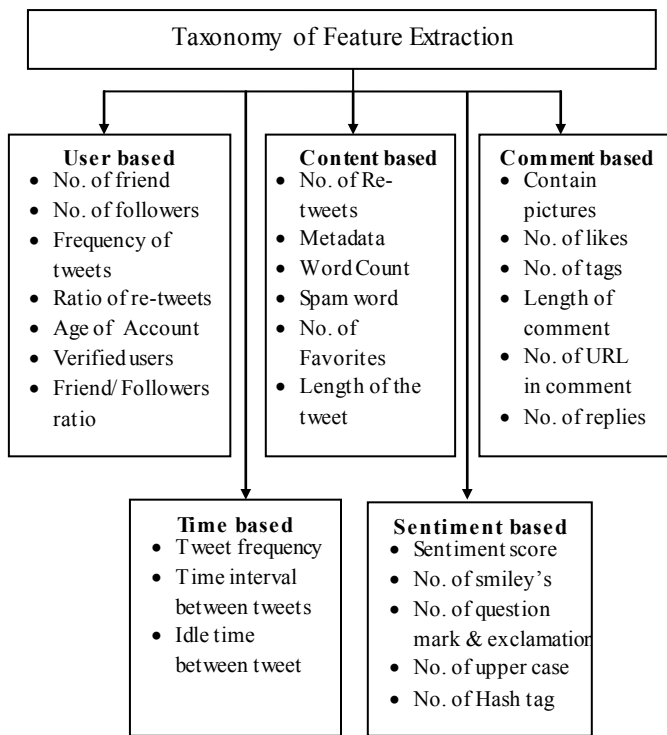 Taxonomy of Feature Extraction
User based
• No. of friend
• No. of followers
• Frequency of
tweets
• Ratio of re-tweets
• Age of Account
• Verified users
• Friend/ Followers
ratio
Content based
• No. of Re-
tweets
• Metadata
• Word Count
• Spam word
• No. of
Favorites
• Length of the
tweet
Comment based
• Contain
pictures
• No. of likes
• No. of tags
• Length of
comment
• No. of URL
in comment
• No. of replies
Time based
• Tweet frequency
• Time interval
between tweets
• Idle time
between tweet
Sentiment based
• Sentiment score
• No. of smiley's
• No. of question
mark & exclamation
• No. of upper case
• No. of Hash tag